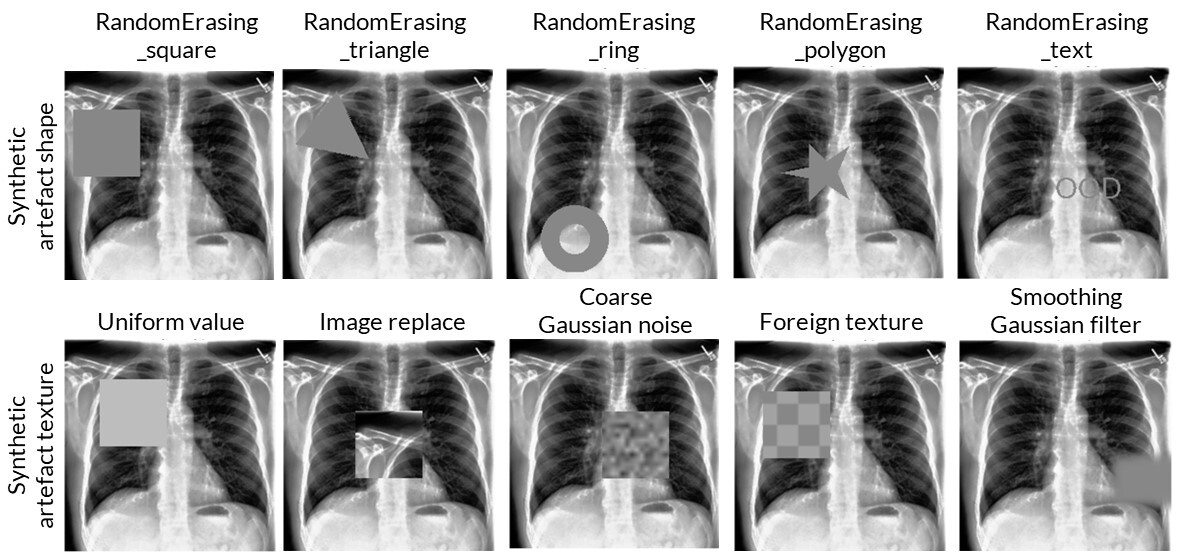 RandomErasing
_square
RandomErasing
_triangle
RandomErasing
_ring
RandomErasing
_polygon
RandomErasing
_text
Synthetic
artefact shape
OOD
Uniform value
Image replace
Coarse
Gaussian noise
Foreign texture
Smoothing
Gaussian filter
Synthetic
artefact texture